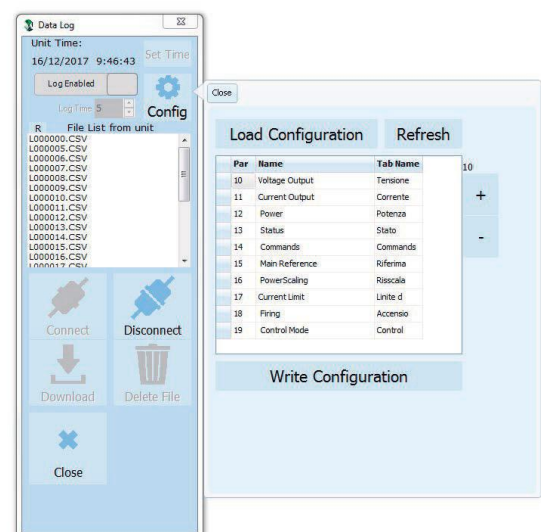 Data Log
Unit Time:
16/12/2017 9:46:43
Set Time
Log Enabled
Log Time 5
Config
R File List from unit
L000000.CSV
L000005.CSV
L000006.CSV
L000007.CSV
L000008.CSV
L000009.CSV
L000010.CSV
L000011.CSV
L000012.CSV
L000013.CSV
L000014.CSV
L000015.CSV
L000016.CSV
L000017.CSV
Connect
Disconnect
Download
Delete File
Close
Close
Load Configuration
Refresh
Par Name Tab Name
10 Voltage Output Tensione
11 Current Output Corrente
12 Power Potenza
13 Status Stato
14 Commands Commands
15 Main Reference Riferima
16 PowerScaling Risscala
17 Current Limit Linite d
18 Firing Accensio
19 Control Mode Control
10
+
-
Write Configuration